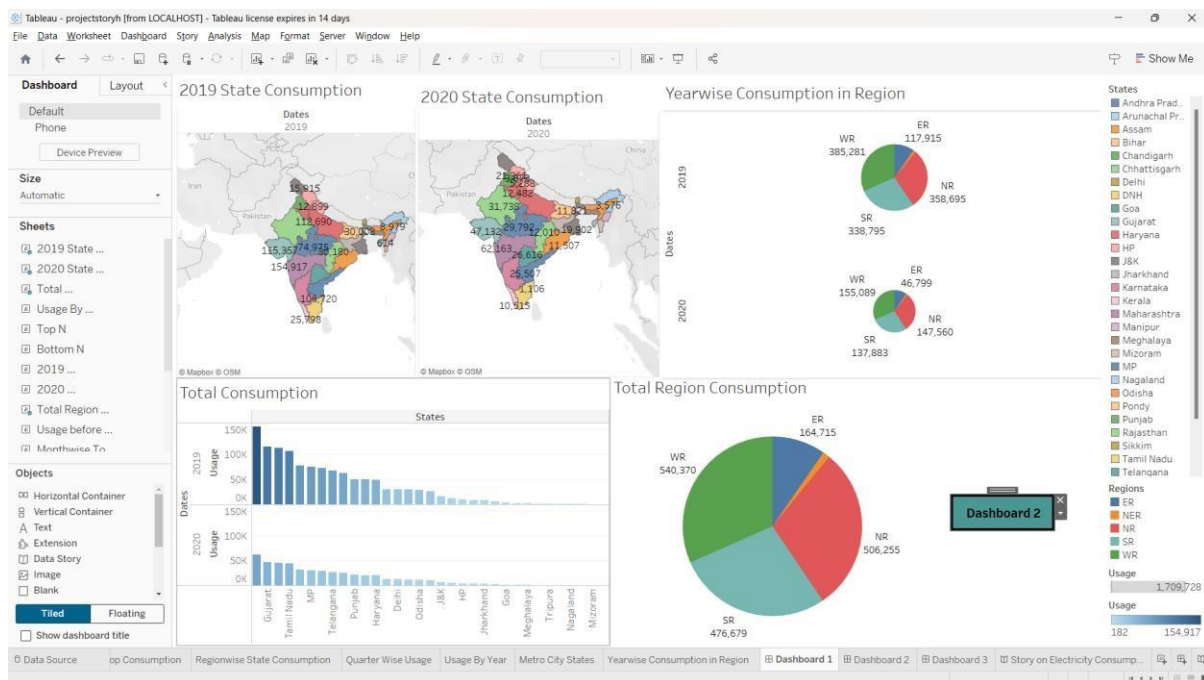 Tableau - projectstoryh [from LOCALHOST] - Tableau license expires in 14 days
File Data Worksheet Dashboard Story Analysis Map Format Server Window Help
Show Me
Dashboard Layout
Default
Phone
Device Preview
Size
Automatic
Sheets
2019 State ...
2020 State ...
Total ...
Usage By ...
Top N
Bottom N
2019 ...
2020 ...
Total Region ...
Usage before ...
Monthwise To
Objects
Horizontal Container
Vertical Container
Text
Extension
Data Story
Image
Blank
Tiled Floating
Show dashboard title
2019 State Consumption
Dates
2019
Iran
Pakistan
15,915
12,899
112,690
30,008
9,979
115,357
74,975
30,180
614
154,917
106,720
25,798
© Mapbox © OSM
2020 State Consumption
Dates
2020
China
Pakistan
12,482
31,739
11,821
3,576
47,132
29,792
12,010
19,902
62,163
11,507
26,616
25,507
1,106
10,515
© Mapbox © OSM
Yearwise Consumption in Region
Dates
2019
ER
117,915
WR
385,281
NR
358,695
SR
338,795
2020
ER
46,799
WR
155,089
NR
147,560
SR
137,883
Total Consumption
States
Dates
2019
Usage
150K
100K
50K
0K
2020
Usage
150K
100K
50K
0K
Gujarat
Tamil Nadu
MP
Telangana
Punjab
Haryana
Delhi
Odisha
J&K
HP
Jharkhand
Goa
Meghalaya
Tripura
Nagaland
Mizoram
Total Region Consumption
ER
164,715
WR
540,370
NR
506,255
SR
476,679
Dashboard 2
States
Andhra Prad..
Arunachal Pr..
Assam
Bihar
Chandigarh
Chhattisgarh
Delhi
DNH
Goa
Gujarat
Haryana
HP
J&K
Jharkhand
Karnataka
Kerala
Maharashtra
Manipur
Meghalaya
Mizoram
MP
Nagaland
Odisha
Pondy
Punjab
Rajasthan
Sikkim
Tamil Nadu
Telangana
Regions
ER
NER
NR
SR
WR
Usage
1,709,728
Usage
182 154,917
Data Source op Consumption Regionwise State Consumption Quarter Wise Usage Usage By Year Metro City States Yearwise Consumption in Region Dashboard 1 Dashboard 2 Dashboard 3 Story on Electricity Consump...